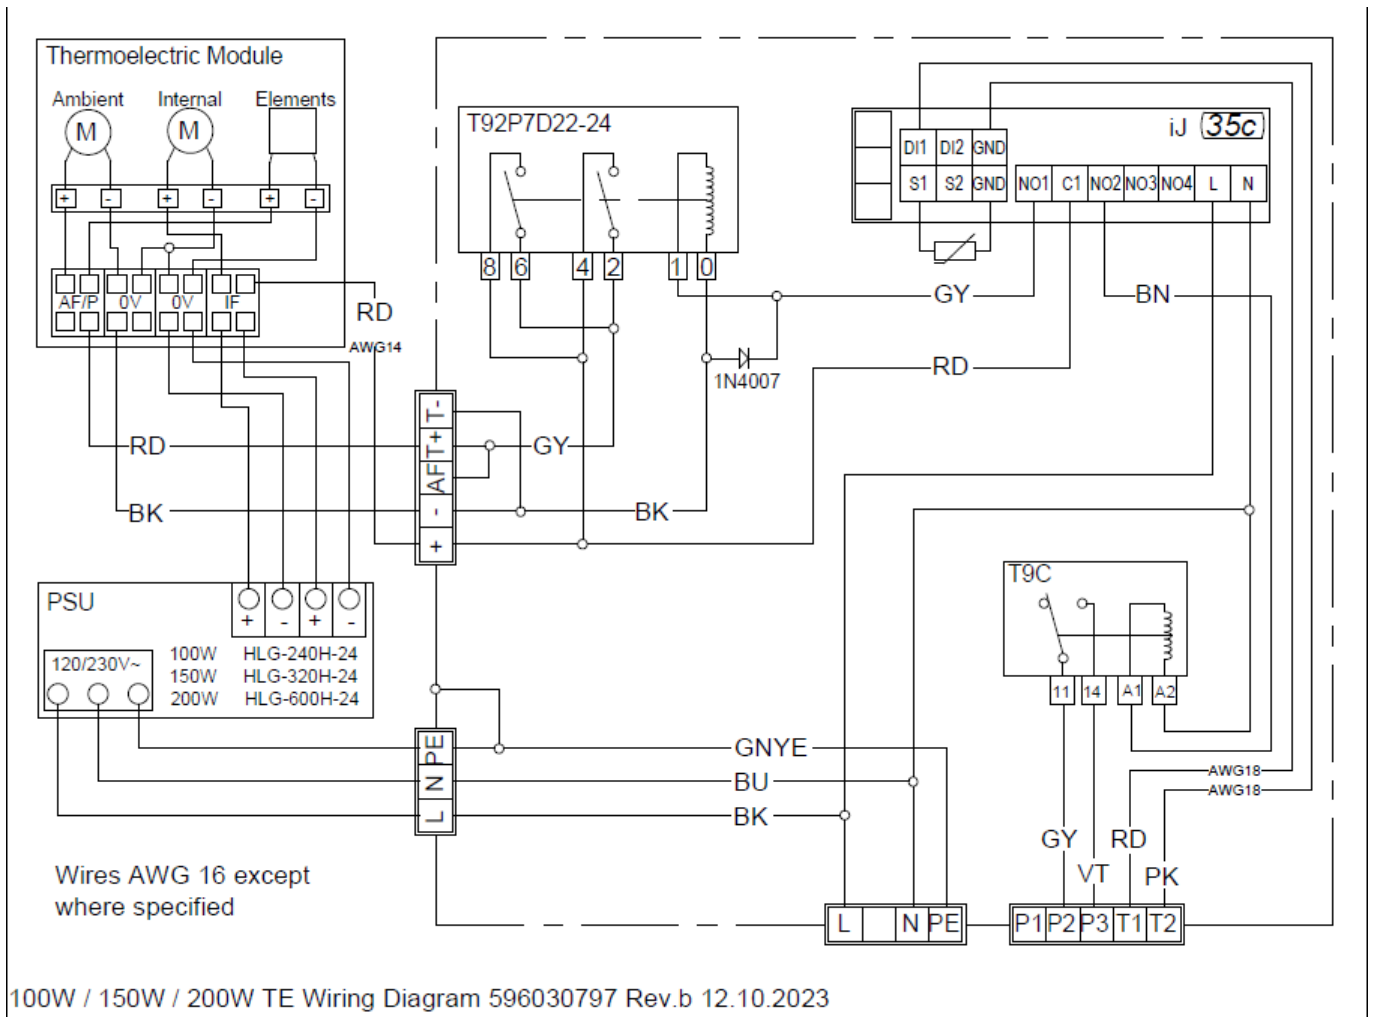 Thermoelectric Module
Ambient Internal Elements
M M
+ - + - + -
AF/P 0V 0V IF
RD
AWG14
T92P7D22-24
8 6 4 2 1 0
1N4007
iJ 35c
DI1 DI2 GND
S1 S2 GND NO1 C1 NO2 NO3 NO4 L N
GY
BN
RD
T-
T+
AF
-
+
RD
GY
BK
BK
PSU
+ - + -
120/230V~
100W HLG-240H-24
150W HLG-320H-24
200W HLG-600H-24
T9C
11 14 A1 A2
PE
N
L
GNYE
BU
BK
AWG18
AWG18
GY RD
VT PK
L N PE
P1 P2 P3 T1 T2
Wires AWG 16 except
where specified
100W / 150W / 200W TE Wiring Diagram 596030797 Rev.b 12.10.2023